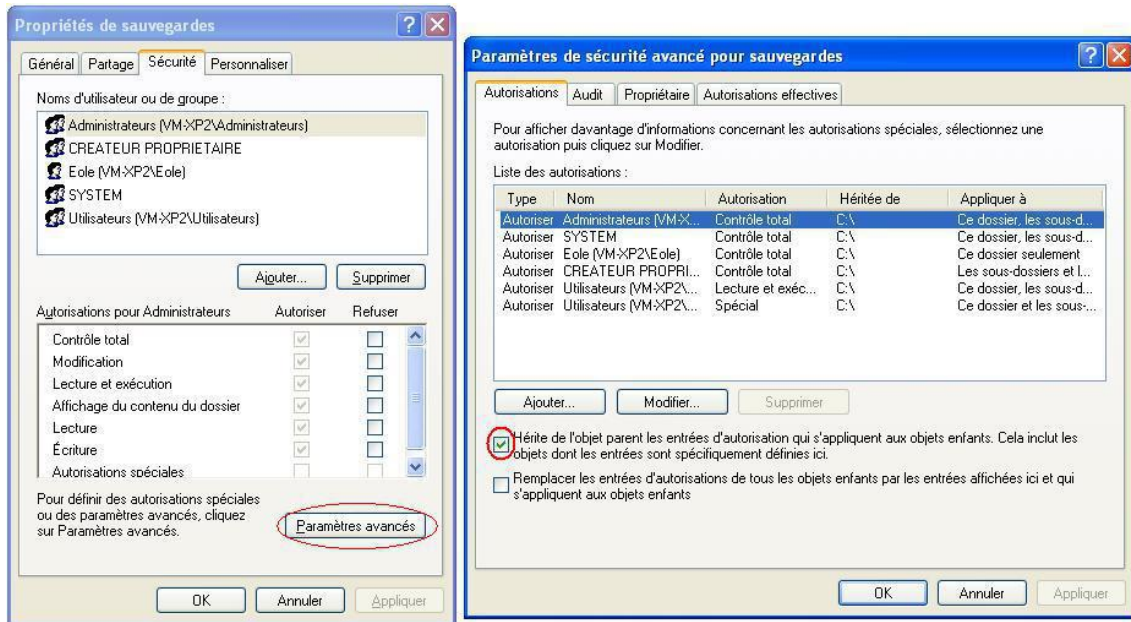 Propriétés de sauvegardes
Général Partage Sécurité Personnaliser
Noms d'utilisateur ou de groupe :
Administrateurs (VM-XP2\Administrateurs)
CREATEUR PROPRIETAIRE
Eole (VM-XP2\Eole)
SYSTEM
Utilisateurs (VM-XP2\Utilisateurs)
Ajouter... Supprimer
Autorisations pour Administrateurs Autoriser Refuser
Contrôle total
Modification
Lecture et exécution
Affichage du contenu du dossier
Lecture
Écriture
Autorisations spéciales
Pour définir des autorisations spéciales
ou des paramètres avancés, cliquez
sur Paramètres avancés.
Paramètres avancés
OK Annuler Appliquer
Paramètres de sécurité avancé pour sauvegardes
Autorisations Audit Propriétaire Autorisations effectives
Pour afficher davantage d'informations concernant les autorisations spéciales, sélectionnez une
autorisation puis cliquez sur Modifier.
Liste des autorisations :
Type Nom Autorisation Héritée de Appliquer à
Autoriser Administrateurs (VM-X... Contrôle total C:\ Ce dossier, les sous-d...
Autoriser SYSTEM Contrôle total C:\ Ce dossier, les sous-d...
Autoriser Eole (VM-XP2\Eole) Contrôle total C:\ Ce dossier seulement
Autoriser CREATEUR PROPRI... Contrôle total C:\ Les sous-dossiers et l...
Autoriser Utilisateurs (VM-XP2\... Lecture et exéc... C:\ Ce dossier, les sous-d...
Autoriser Utilisateurs (VM-XP2\... Spécial C:\ Ce dossier et les sous-...
Ajouter... Modifier... Supprimer
Hérite de l'objet parent les entrées d'autorisation qui s'appliquent aux objets enfants. Cela inclut les
objets dont les entrées sont spécifiquement définies ici.
Remplacer les entrées d'autorisations de tous les objets enfants par les entrées affichées ici et qui
s'appliquent aux objets enfants
OK Annuler Appliquer